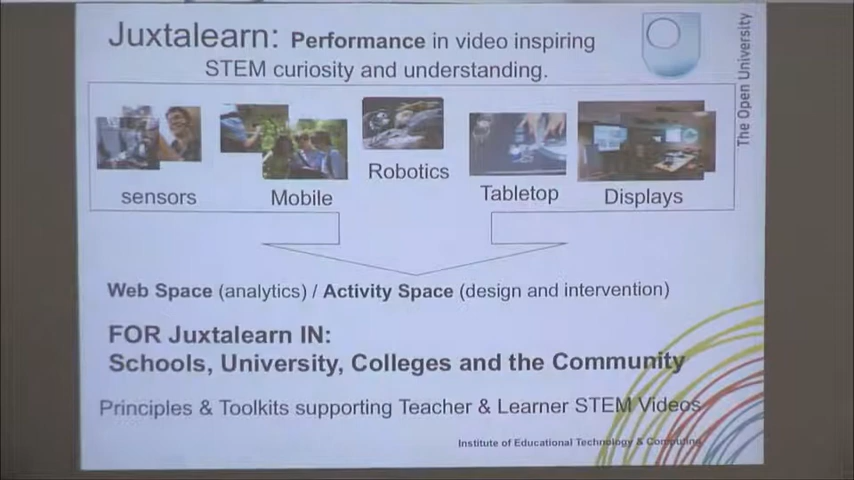 Juxtalearn: Performance in video inspiring
STEM curiosity and understanding.
The Open University
sensors
Mobile
Robotics
Tabletop
Displays
Web Space (analytics) / Activity Space (design and intervention)
FOR Juxtalearn IN:
Schools, University, Colleges and the Community
Principles & Toolkits supporting Teacher & Learner STEM Videos
Institute of Educational Technology & Computing